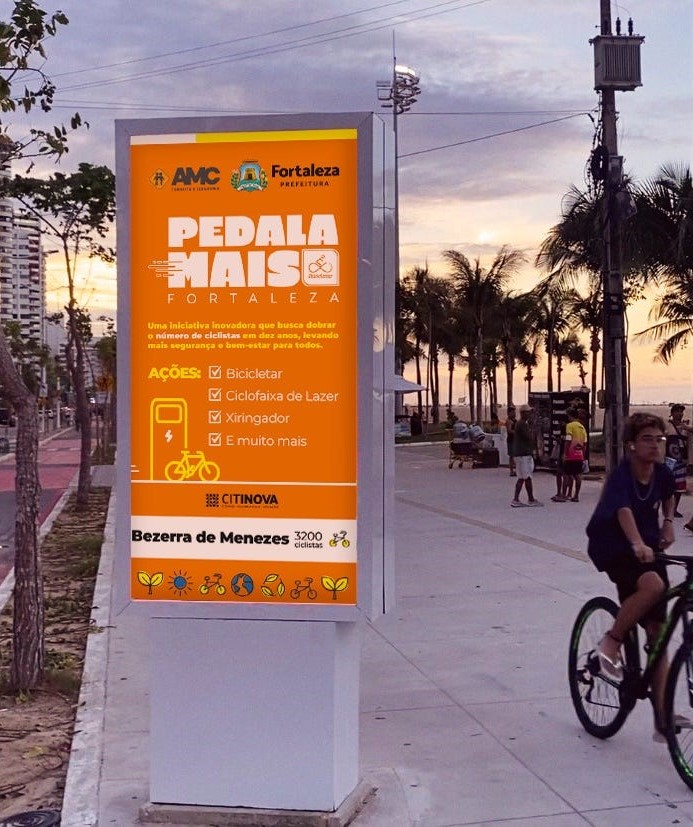 AMC
Fortaleza
PREFEITURA
PEDALA
MAIS
Bicicletar
FORTALEZA
Uma iniciativa inovadora que busca dobrar
o número de ciclistas em dez anos, levando
mais segurança e bem-estar para todos.
AÇÕES:
Bicicletar
Ciclofaixa de Lazer
Xiringador
E muito mais
CITINOVA
Bezerra de Menezes
3200
ciclistas